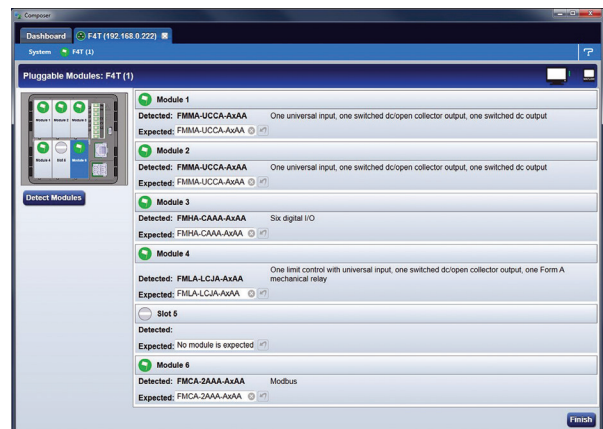 Composer
Dashboard F4T (192.168.0.222)
System F4T (1)
?
Pluggable Modules: F4T (1)
Module 1 Module 2 Module 3
Module 4 Slot 5 Module 6
Detect Modules
Module 1
Detected: FMMA-UCCA-AxAA One universal input, one switched dc/open collector output, one switched dc output
Expected: FMMA-UCCA-AxAA
Module 2
Detected: FMMA-UCCA-AxAA One universal input, one switched dc/open collector output, one switched dc output
Expected: FMMA-UCCA-AxAA
Module 3
Detected: FMHA-CAAA-AxAA Six digital I/O
Expected: FMHA-CAAA-AxAA
Module 4
One limit control with universal input, one switched dc/open collector output, one Form A
Detected: FMLA-LCJA-AxAA mechanical relay
Expected: FMLA-LCJA-AxAA
Slot 5
Detected:
Expected: No module is expected
Module 6
Detected: FMCA-2AAA-AxAA Modbus
Expected: FMCA-2AAA-AxAA
Finish